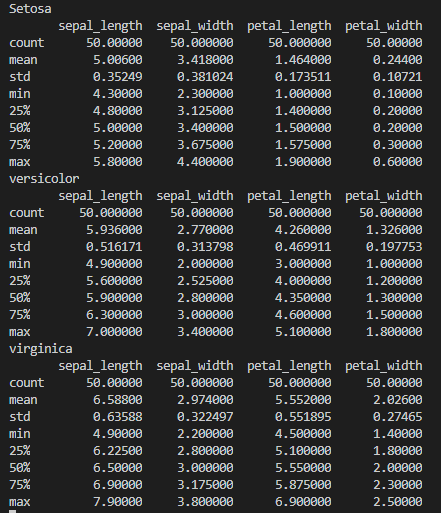 Setosa
sepal_length sepal_width petal_length petal_width
count 50.00000 50.000000 50.000000 50.00000
mean 5.00600 3.418000 1.464000 0.24400
std 0.35249 0.381024 0.173511 0.10721
min 4.30000 2.300000 1.000000 0.10000
25% 4.80000 3.125000 1.400000 0.20000
50% 5.00000 3.400000 1.500000 0.20000
75% 5.20000 3.675000 1.575000 0.30000
max 5.80000 4.400000 1.900000 0.60000
versicolor
sepal_length sepal_width petal_length petal_width
count 50.000000 50.000000 50.000000 50.000000
mean 5.936000 2.770000 4.260000 1.326000
std 0.516171 0.313798 0.469911 0.197753
min 4.900000 2.000000 3.000000 1.000000
25% 5.600000 2.525000 4.000000 1.200000
50% 5.900000 2.800000 4.350000 1.300000
75% 6.300000 3.000000 4.600000 1.500000
max 7.000000 3.400000 5.100000 1.800000
virginica
sepal_length sepal_width petal_length petal_width
count 50.00000 50.000000 50.000000 50.00000
mean 6.58800 2.974000 5.552000 2.02600
std 0.63588 0.322497 0.551895 0.27465
min 4.90000 2.200000 4.500000 1.40000
25% 6.22500 2.800000 5.100000 1.80000
50% 6.50000 3.000000 5.550000 2.00000
75% 6.90000 3.175000 5.875000 2.30000
max 7.90000 3.800000 6.900000 2.50000